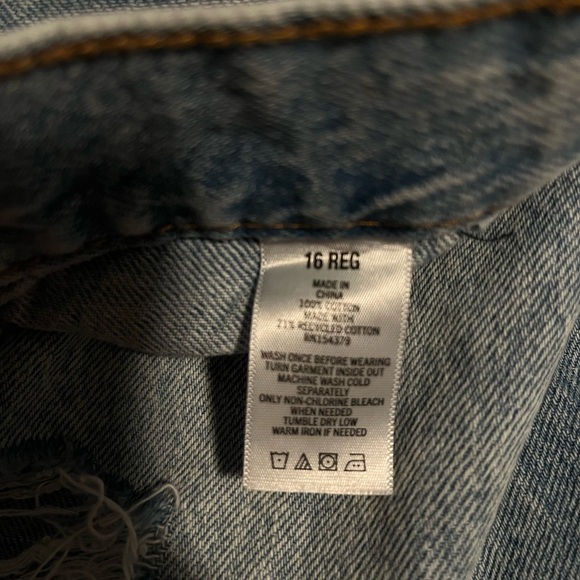 16 REG
MADE IN
CHINA
100% COTTON
MADE WITH
21% RECYCLED COTTON
RN154379
WASH ONCE BEFORE WEARING
TURN GARMENT INSIDE OUT
MACHINE WASH COLD
SEPARATELY
ONLY NON-CHLORINE BLEACH
WHEN NEEDED
TUMBLE DRY LOW
WARM IRON IF NEEDED